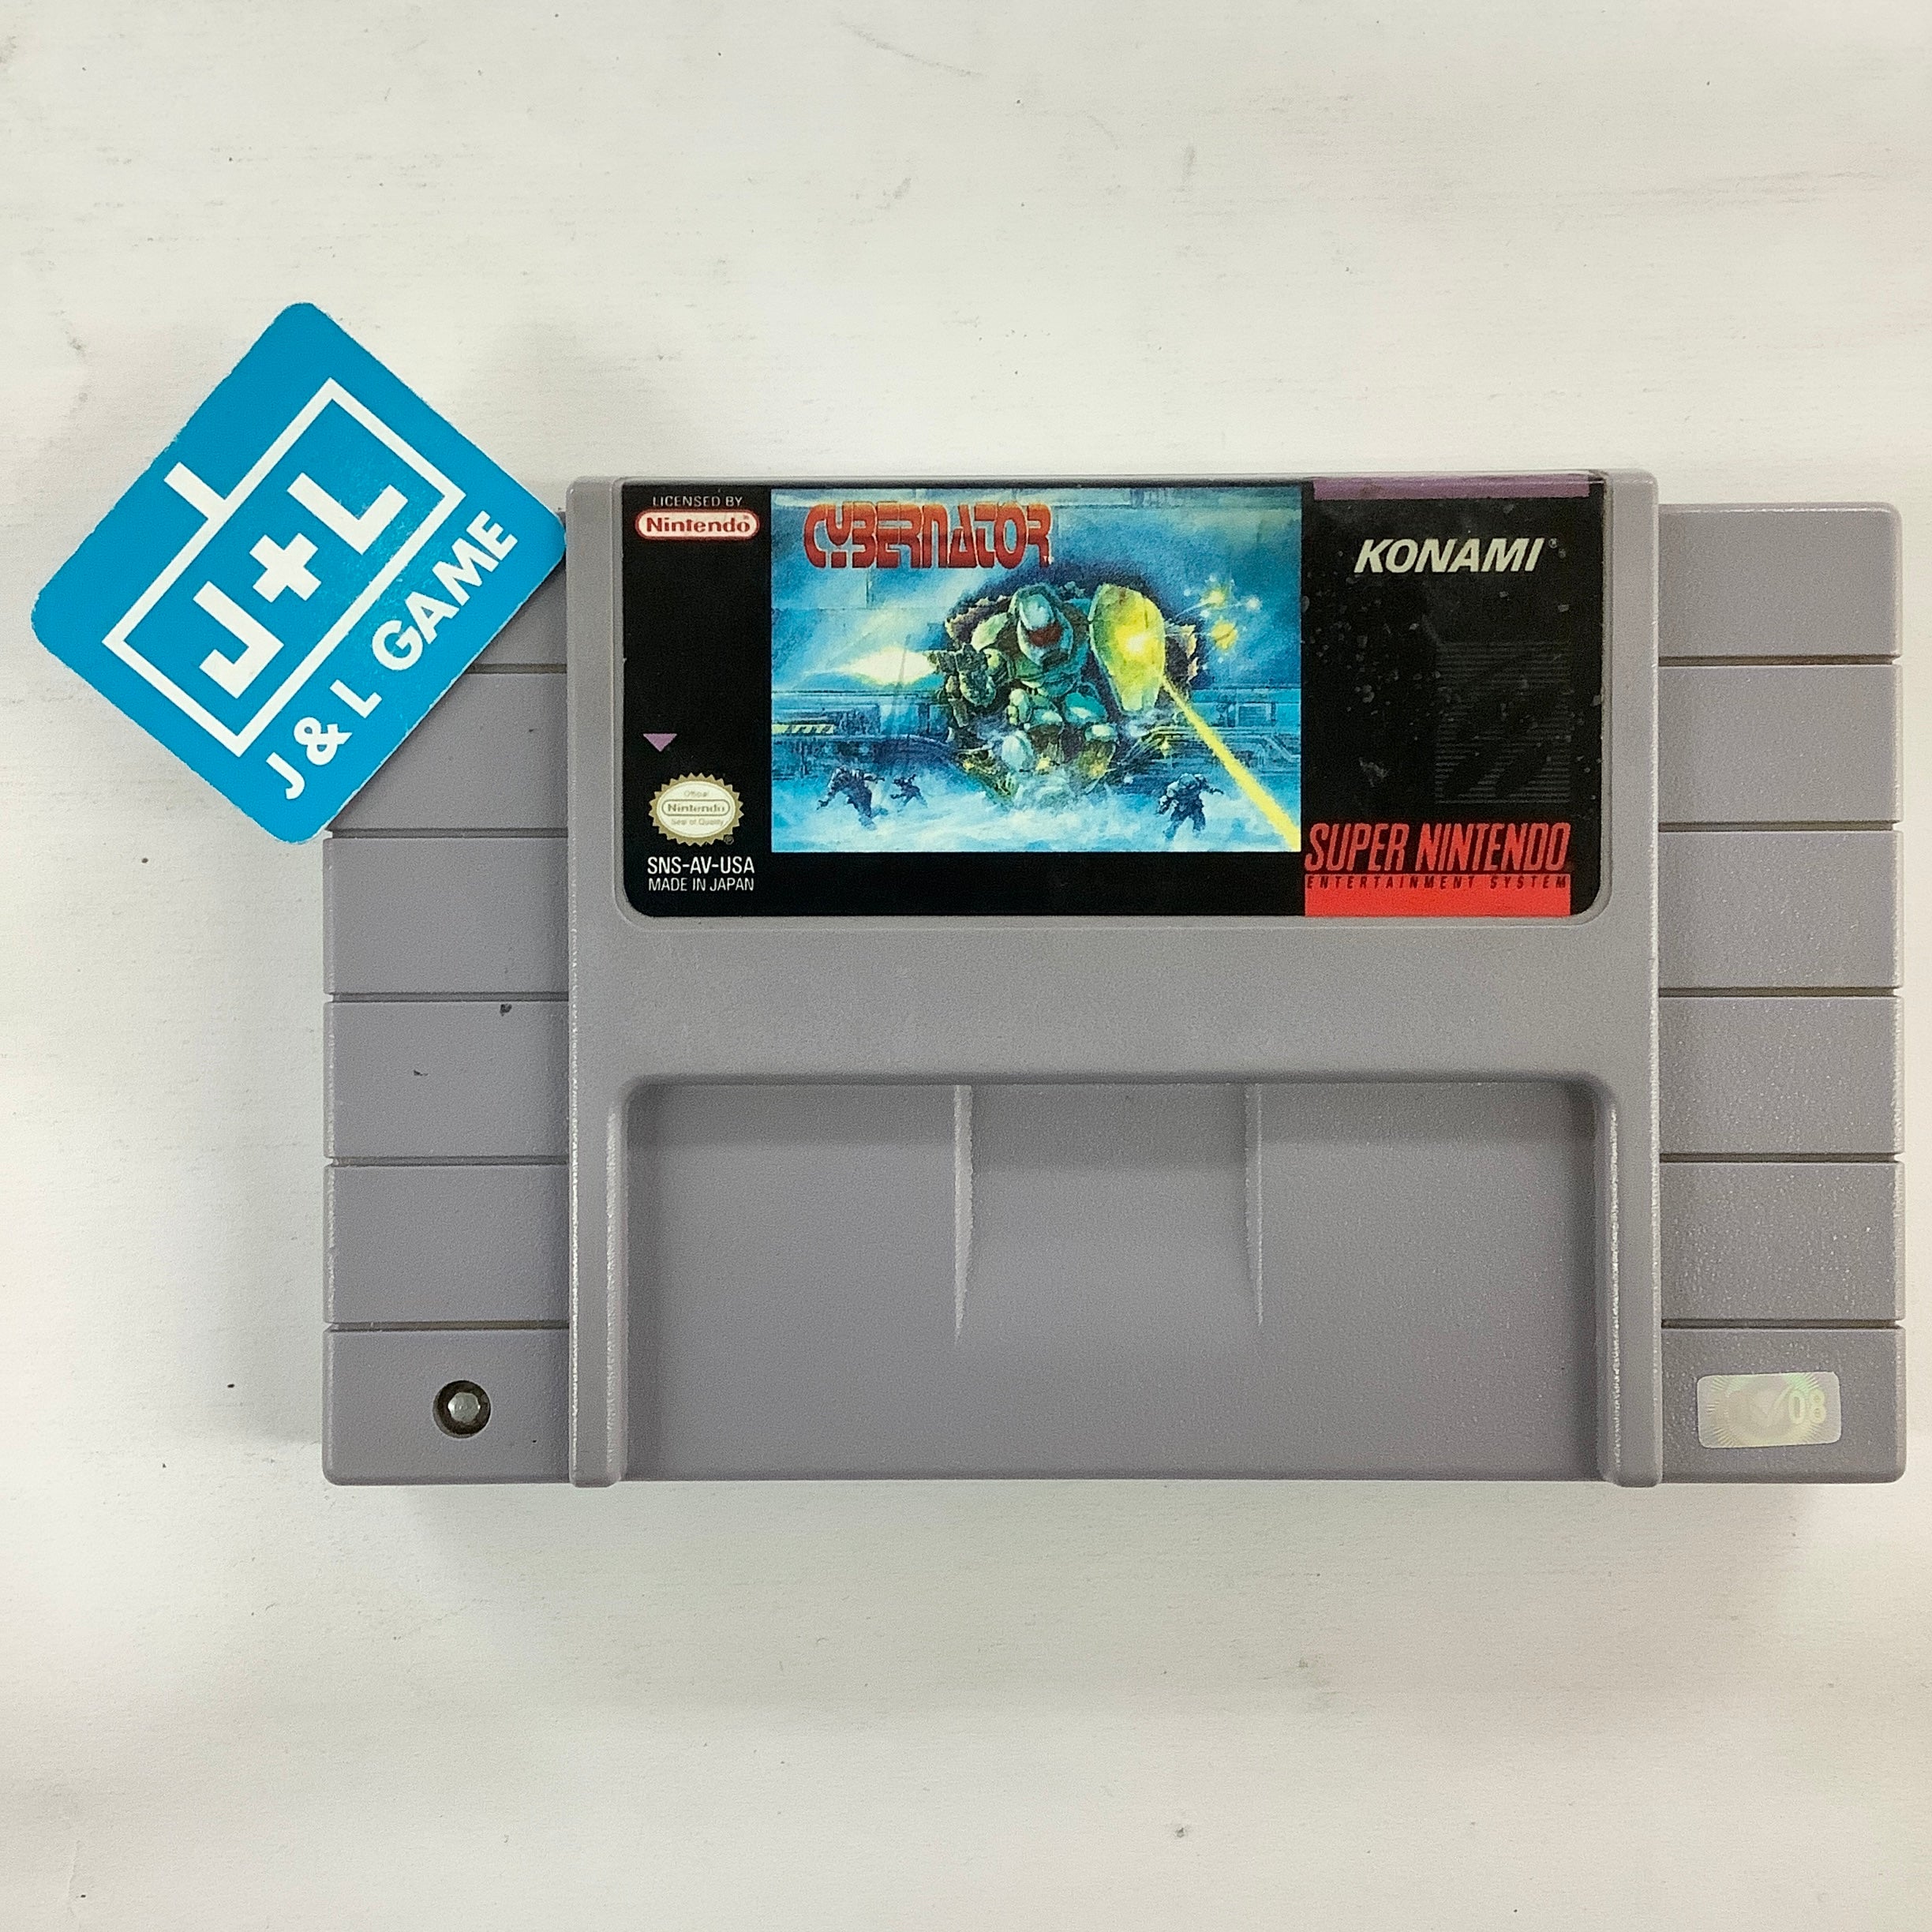 J+L
J & L GAME
LICENSED BY
Nintendo®
CYBERNATOR™
KONAMI®
Official
Nintendo
Seal of Quality
SNS-AV-USA
MADE IN JAPAN
SUPER NINTENDO
ENTERTAINMENT SYSTEM
08